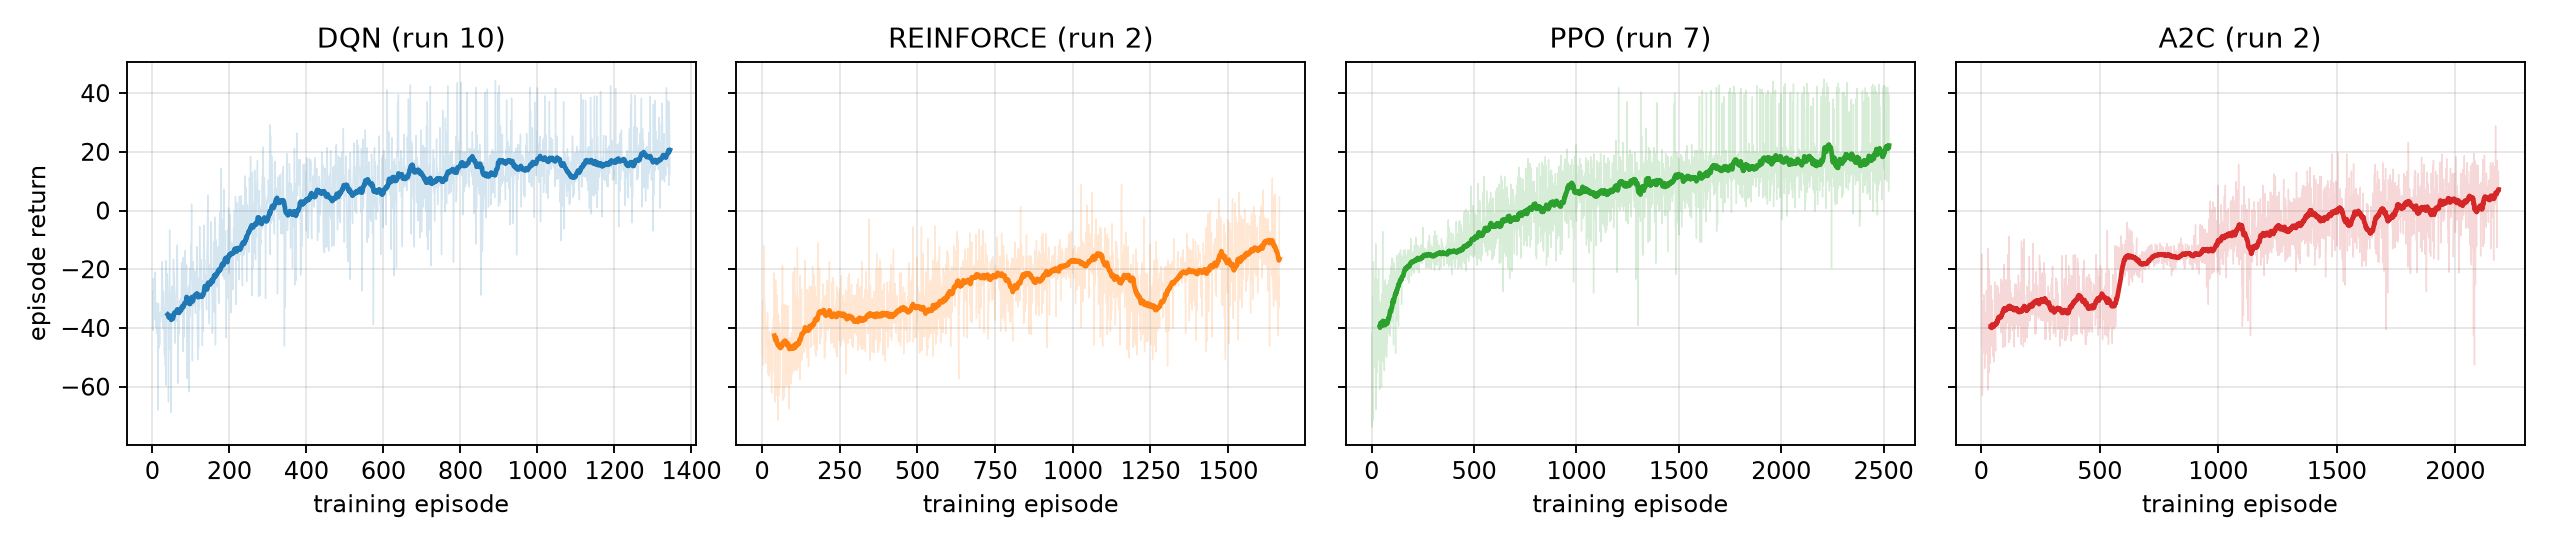 DQN (run 10)
REINFORCE (run 2)
PPO (run 7)
A2C (run 2)
episode return
40
20
0
−20
−40
−60
0 200 400 600 800 1000 1200 1400
0 250 500 750 1000 1250 1500
0 500 1000 1500 2000 2500
0 500 1000 1500 2000
training episode
training episode
training episode
training episode